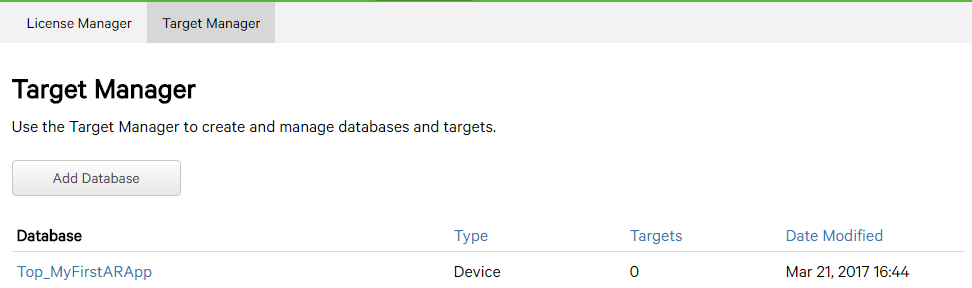 License Manager Target Manager
Target Manager
Use the Target Manager to create and manage databases and targets.
Add Database
Database Type Targets Date Modified
Top_MyFirstARApp Device 0 Mar 21, 2017 16:44